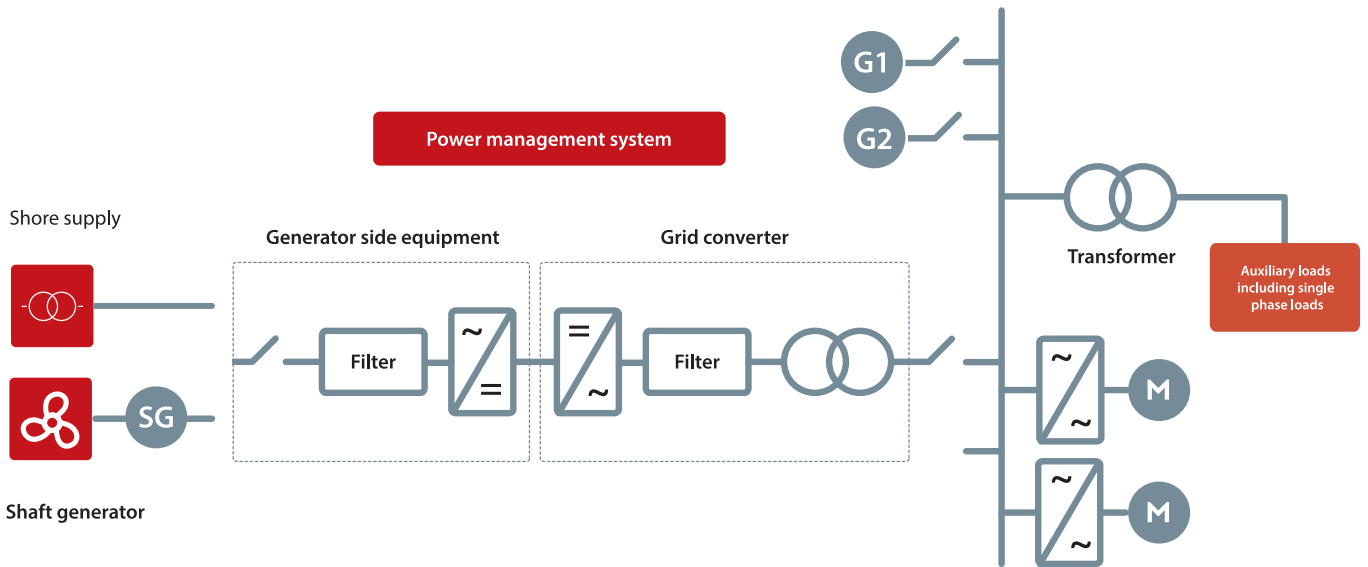 G1
G2
Power management system
Shore supply
Generator side equipment
Grid converter
Transformer
Auxiliary loads
including single
phase loads
~
=
Filter
=
~
Filter
~
~
M
SG
~
~
M
Shaft generator